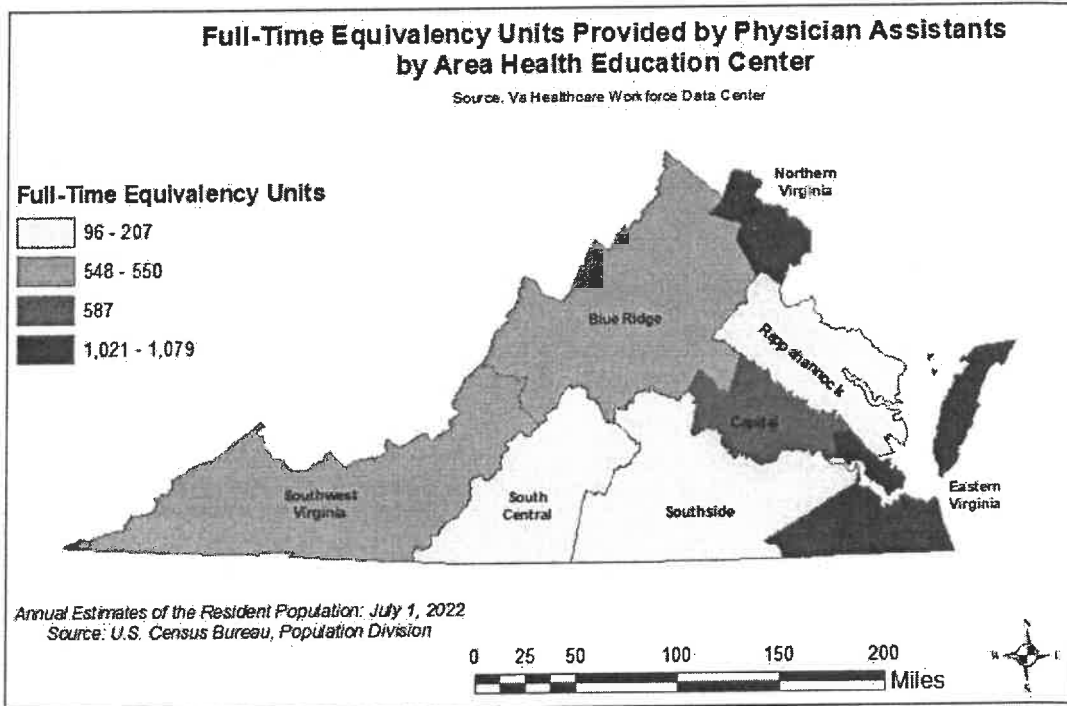 Full-Time Equivalency Units Provided by Physician Assistants
by Area Health Education Center
Source. Va Healthcare Workforce Data Center
Full-Time Equivalency Units
96 - 207
548 - 550
587
1,021 - 1,079
Northern
Virginia
Blue Ridge
Rappahannock
Capital
Southwest
Virginia
South
Central
Southside
Eastern
Virginia
Annual Estimates of the Resident Population: July 1, 2022
Source: U.S. Census Bureau, Population Division
0 25 50 100 150 200
Miles
N
W E
S